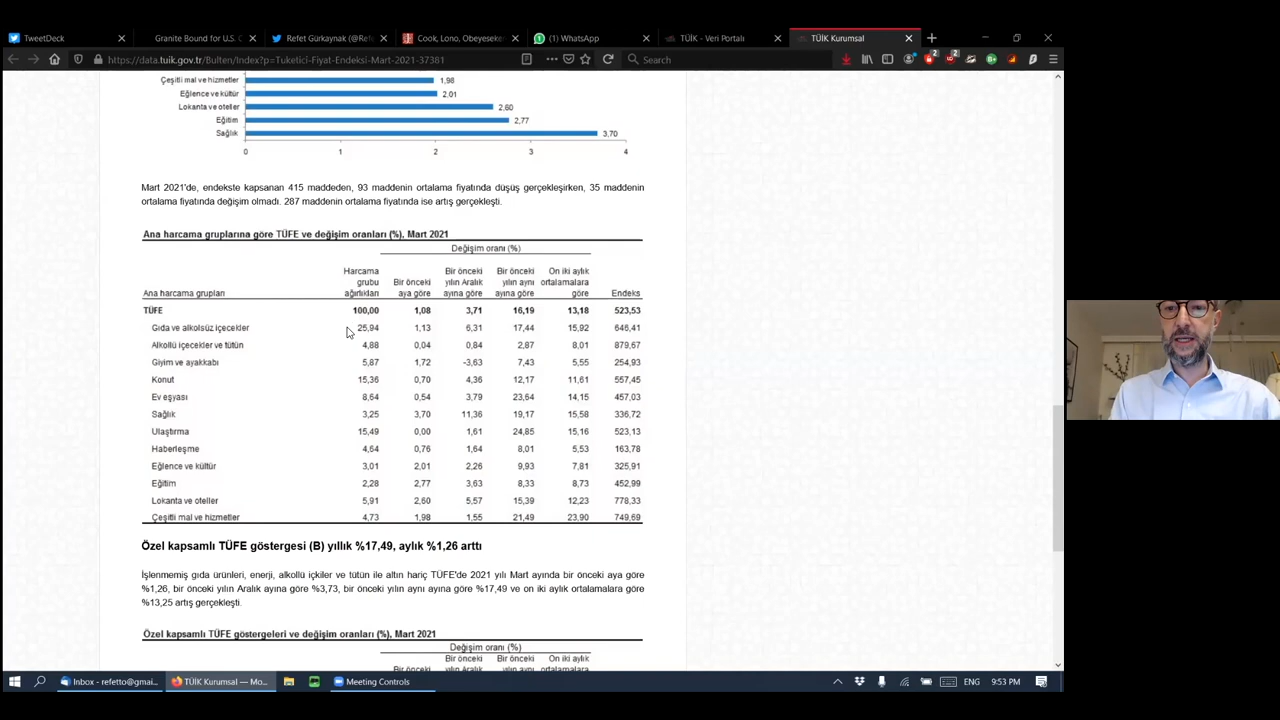 TweetDeck
Granite Bound for U.S. C
Refet Gürkaynak (@Refe
Cook, Lono, Obeyesek
(1) WhatsApp
TÜİK - Veri Portalı
TÜİK Kurumsal
https://data.tuik.gov.tr/Bulten/Index?p=Tuketici-Fiyat-Endeksi-Mart-2021-37381
Search
2
2
Çeşitli mal ve hizmetler 1,98
Eğlence ve kültür 2,01
Lokanta ve oteller 2,60
Eğitim 2,77
Sağlık 3,70
0 1 2 3 4
Mart 2021'de, endekste kapsanan 415 maddeden, 93 maddenin ortalama fiyatında düşüş gerçekleşirken, 35 maddenin
ortalama fiyatında değişim olmadı. 287 maddenin ortalama fiyatında ise artış gerçekleşti.
Ana harcama gruplarına göre TÜFE ve değişim oranları (%), Mart 2021
Değişim oranı (%)
Harcama Bir önceki Bir önceki On iki aylık
grubu Bir önceki yılın Aralık yılın aynı ortalamalara
Ana harcama grupları ağırlıkları aya göre ayına göre ayına göre göre Endeks
TÜFE 100,00 1,08 3,71 16,19 13,18 523,53
Gıda ve alkolsüz içecekler 25,94 1,13 6,31 17,44 15,92 646,41
Alkollü içecekler ve tütün 4,88 0,04 0,84 2,87 8,01 879,67
Giyim ve ayakkabı 5,87 1,72 -3,63 7,43 5,55 254,93
Konut 15,36 0,70 4,36 12,17 11,61 557,45
Ev eşyası 8,64 0,54 3,79 23,64 14,15 457,03
Sağlık 3,25 3,70 11,36 19,17 15,58 336,72
Ulaştırma 15,49 0,00 1,61 24,85 15,16 523,13
Haberleşme 4,64 0,76 1,64 8,01 5,53 163,78
Eğlence ve kültür 3,01 2,01 2,26 9,93 7,81 325,91
Eğitim 2,28 2,77 3,63 8,33 8,73 452,99
Lokanta ve oteller 5,91 2,60 5,57 15,39 12,23 778,33
Çeşitli mal ve hizmetler 4,73 1,98 1,55 21,49 23,90 749,69
Özel kapsamlı TÜFE göstergesi (B) yıllık %17,49, aylık %1,26 arttı
İşlenmemiş gıda ürünleri, enerji, alkollü içkiler ve tütün ile altın hariç TÜFE'de 2021 yılı Mart ayında bir önceki aya göre
%1,26, bir önceki yılın Aralık ayına göre %3,73, bir önceki yılın aynı ayına göre %17,49 ve on iki aylık ortalamalara göre
%13,25 artış gerçekleşti.
Özel kapsamlı TÜFE göstergeleri ve değişim oranları (%), Mart 2021
Değişim oranı (%)
Bir önceki Bir önceki On iki aylık
Bir önceki yılın Aralık yılın aynı ortalamalara
Inbox - refetto@gmai...
TÜİK Kurumsal — Mo...
Meeting Controls
ENG
9:53 PM